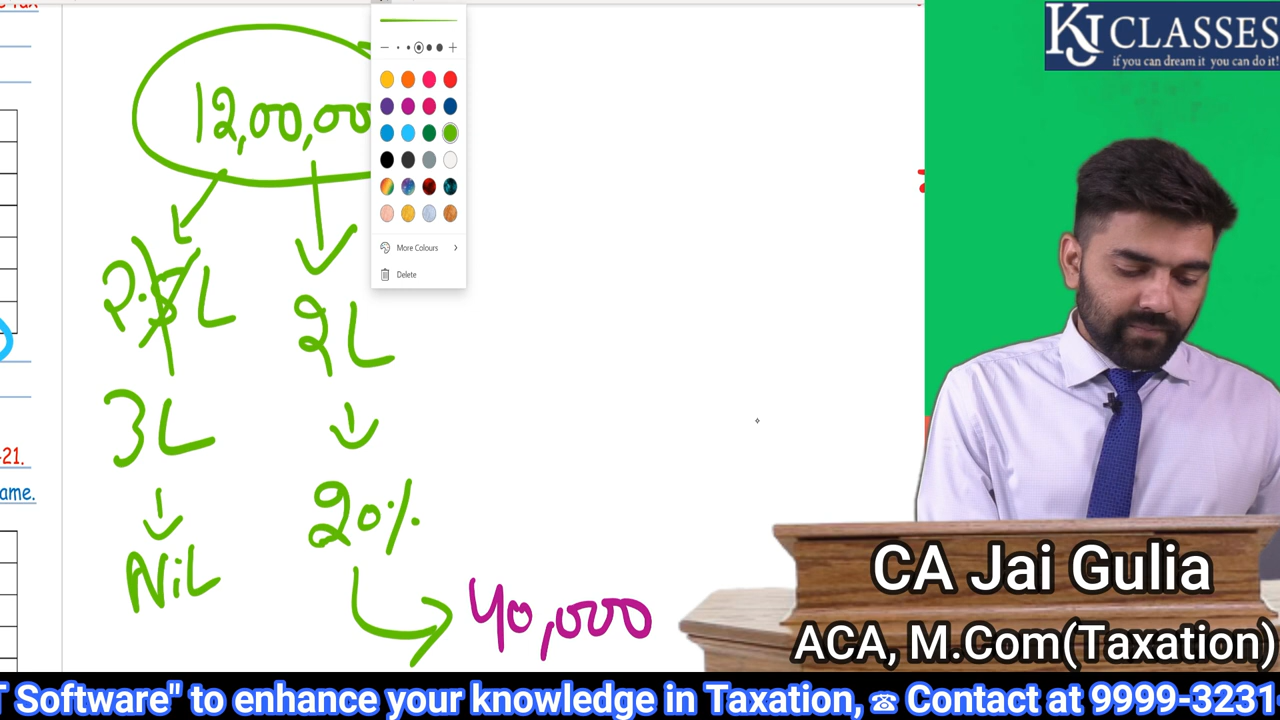 Tax
KJ CLASSES
if you can dream it you can do it!
12,00,00
2.5L
2L
3L
20%
NiL
40,000
-21.
ame.
More Colours
Delete
CA Jai Gulia
ACA, M.Com(Taxation)
T Software" to enhance your knowledge in Taxation, ☎ Contact at 9999-3231